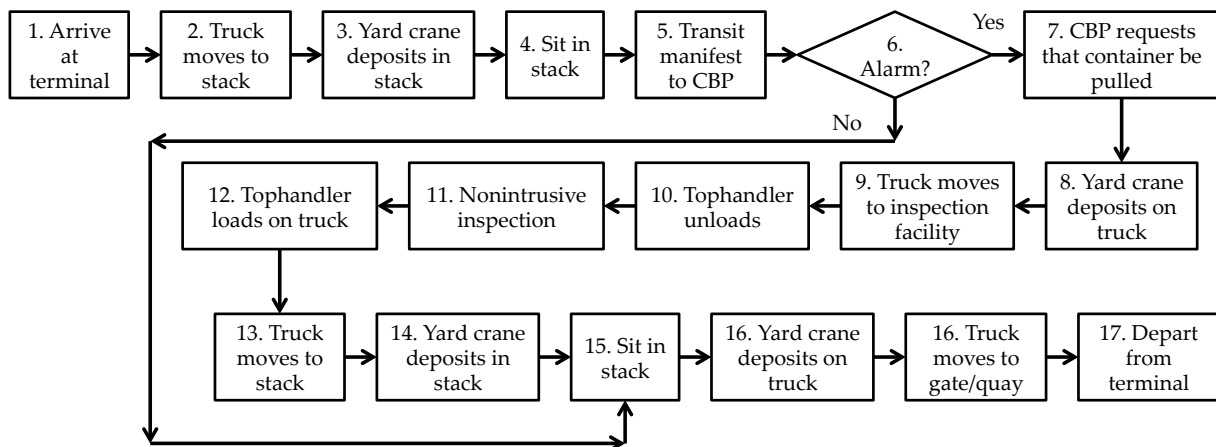 1. Arrive
at
terminal
2. Truck
moves to
stack
3. Yard crane
deposits in
stack
4. Sit in
stack
5. Transit
manifest
to CBP
6.
Alarm?
Yes
No
7. CBP requests
that container be
pulled
8. Yard crane
deposits on
truck
9. Truck moves
to inspection
facility
10. Tophandler
unloads
11. Nonintrusive
inspection
12. Tophandler
loads on truck
13. Truck
moves to
stack
14. Yard crane
deposits in
stack
15. Sit in
stack
16. Yard crane
deposits on
truck
16. Truck
moves to
gate/quay
17. Depart
from
terminal